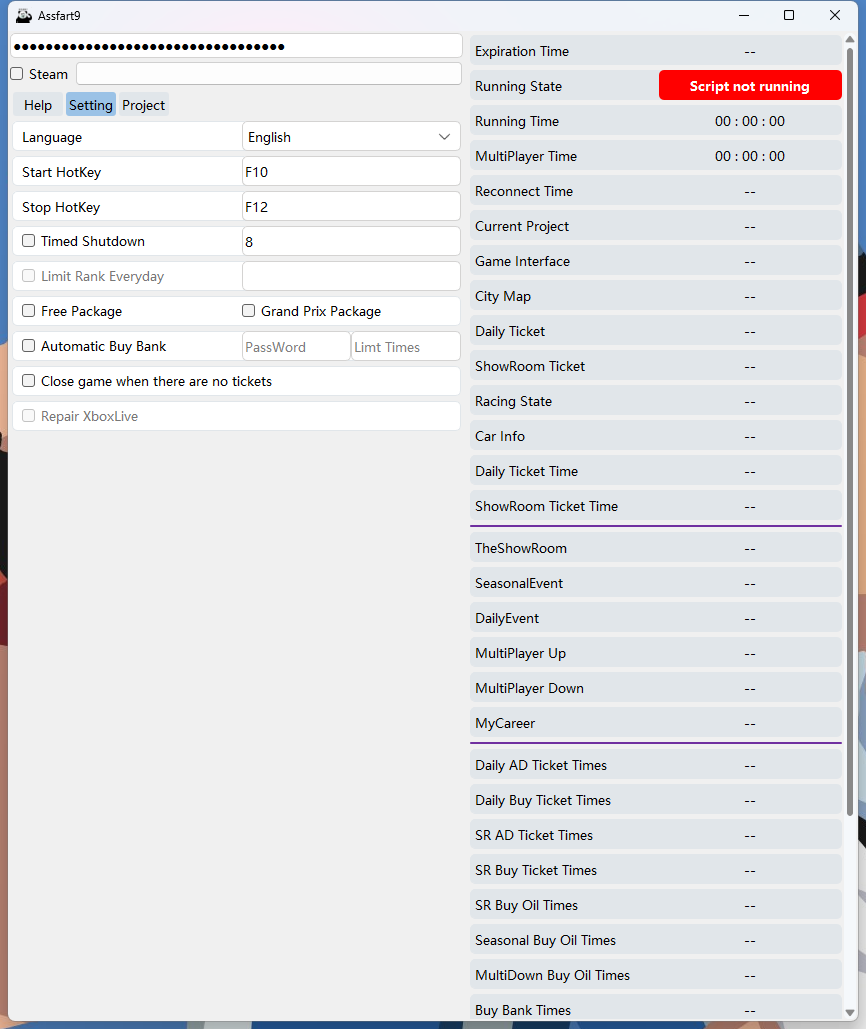 Assfart9
●●●●●●●●●●●●●●●●●●●●●●●●●●●●●●●●●●
Steam
Help Setting Project
Language English
Start HotKey F10
Stop HotKey F12
Timed Shutdown 8
Limit Rank Everyday
Free Package Grand Prix Package
Automatic Buy Bank PassWord Limt Times
Close game when there are no tickets
Repair XboxLive
Expiration Time --
Running State Script not running
Running Time 00 : 00 : 00
MultiPlayer Time 00 : 00 : 00
Reconnect Time --
Current Project --
Game Interface --
City Map --
Daily Ticket --
ShowRoom Ticket --
Racing State --
Car Info --
Daily Ticket Time --
ShowRoom Ticket Time --
TheShowRoom --
SeasonalEvent --
DailyEvent --
MultiPlayer Up --
MultiPlayer Down --
MyCareer --
Daily AD Ticket Times --
Daily Buy Ticket Times --
SR AD Ticket Times --
SR Buy Ticket Times --
SR Buy Oil Times --
Seasonal Buy Oil Times --
MultiDown Buy Oil Times --
Buy Bank Times --